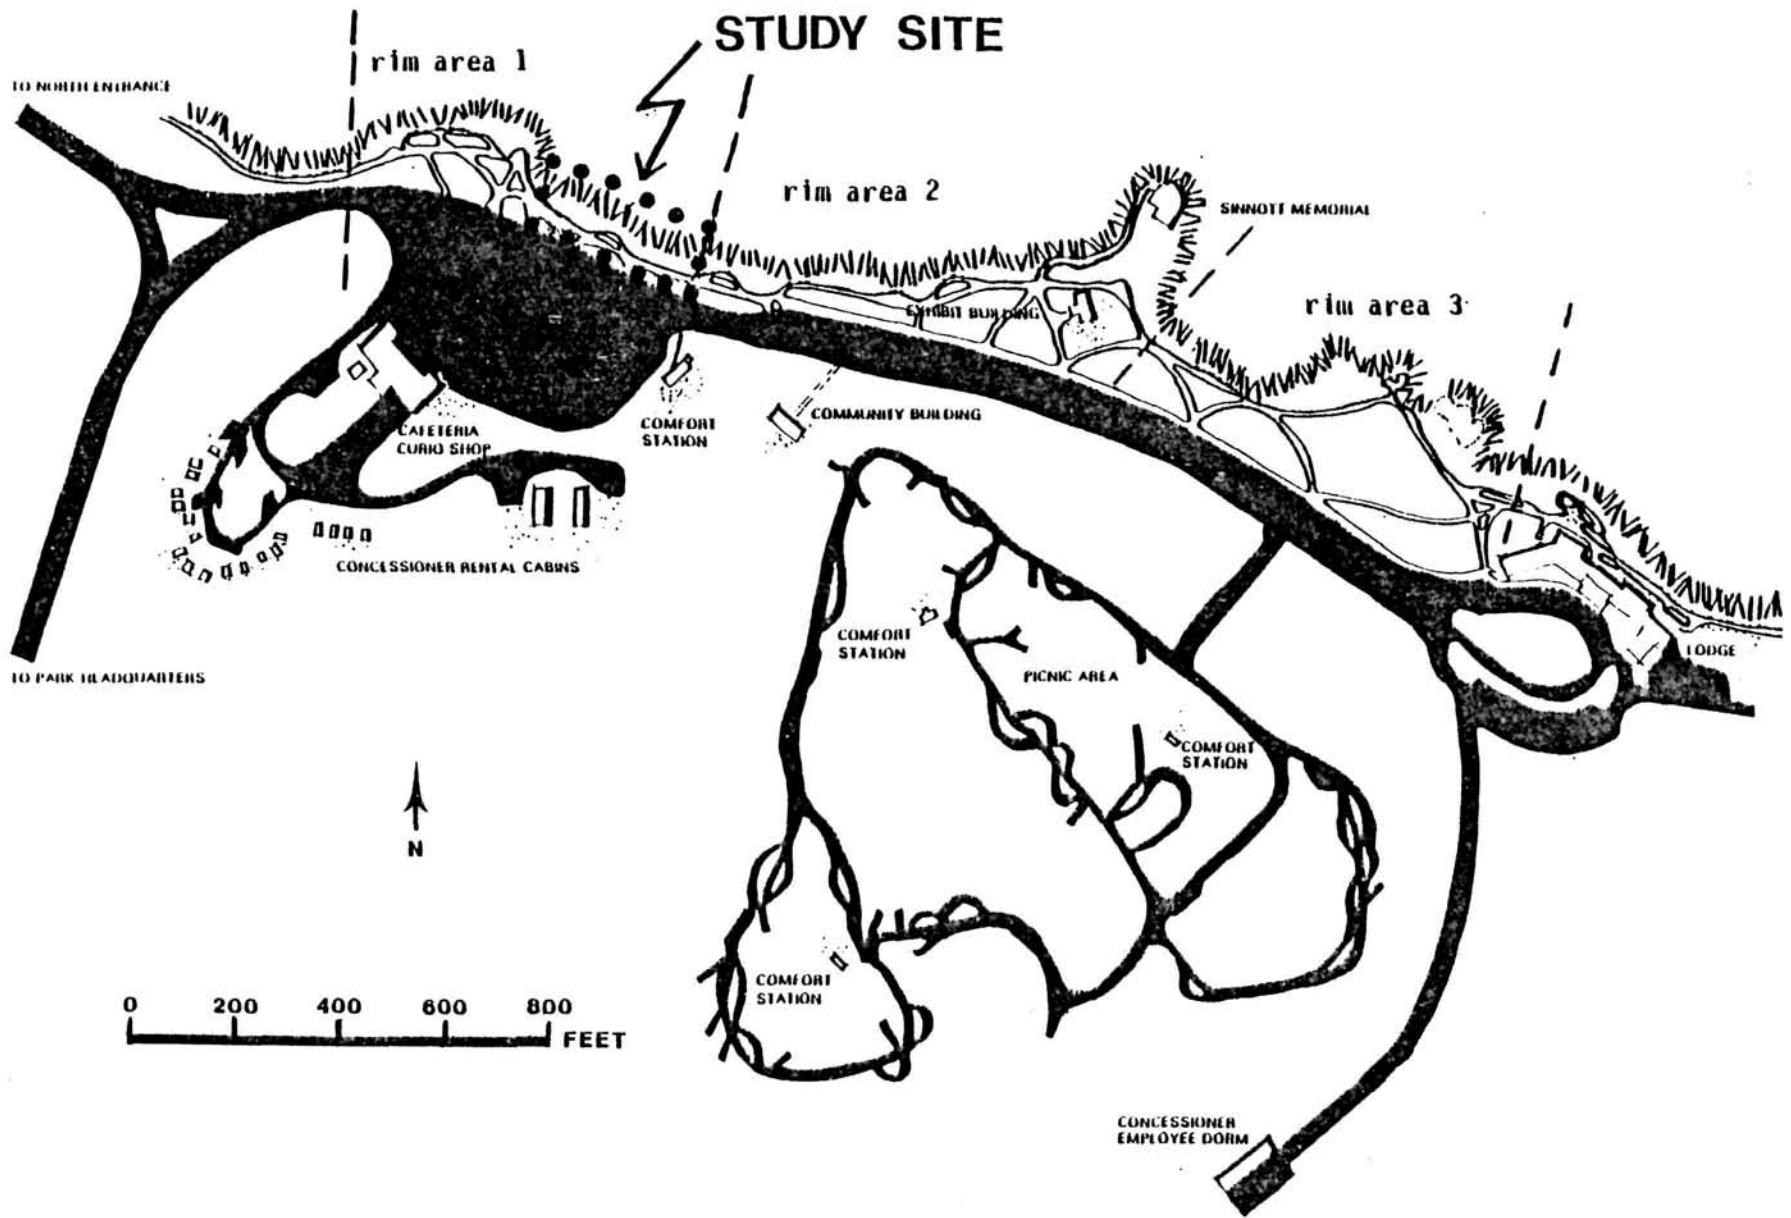 STUDY SITE
rim area 1
TO NORTH ENTRANCE
rim area 2
SINNOTT MEMORIAL
rim area 3
EXHIBIT BUILDING
COMFORT
STATION
COMMUNITY BUILDING
CAFETERIA
CURIO SHOP
CONCESSIONER RENTAL CABINS
COMFORT
STATION
LODGE
TO PARK HEADQUARTERS
PICNIC AREA
COMFORT
STATION
N
COMFORT
STATION
0 200 400 600 800
FEET
CONCESSIONER
EMPLOYEE DORM